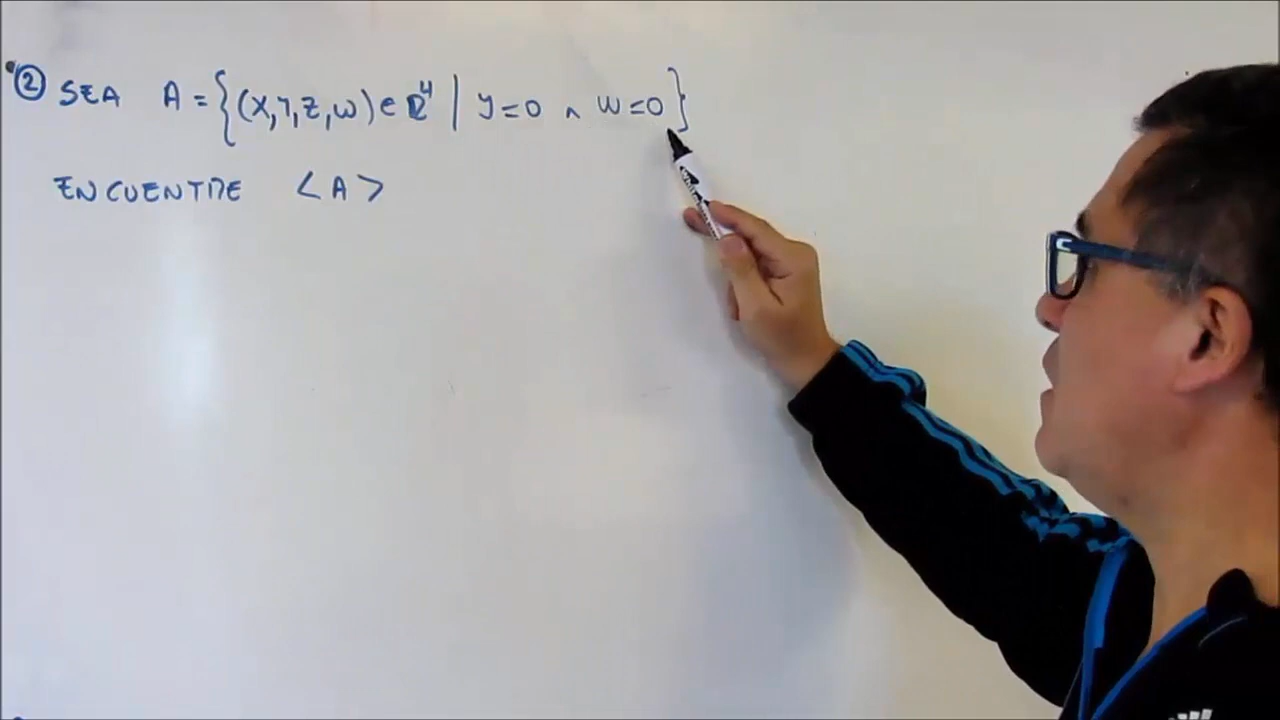 ② SEA A = {(x,y,z,w) ∈ ℝ⁴ | y=0 ∧ w=0}
ENCUENTRE <A>